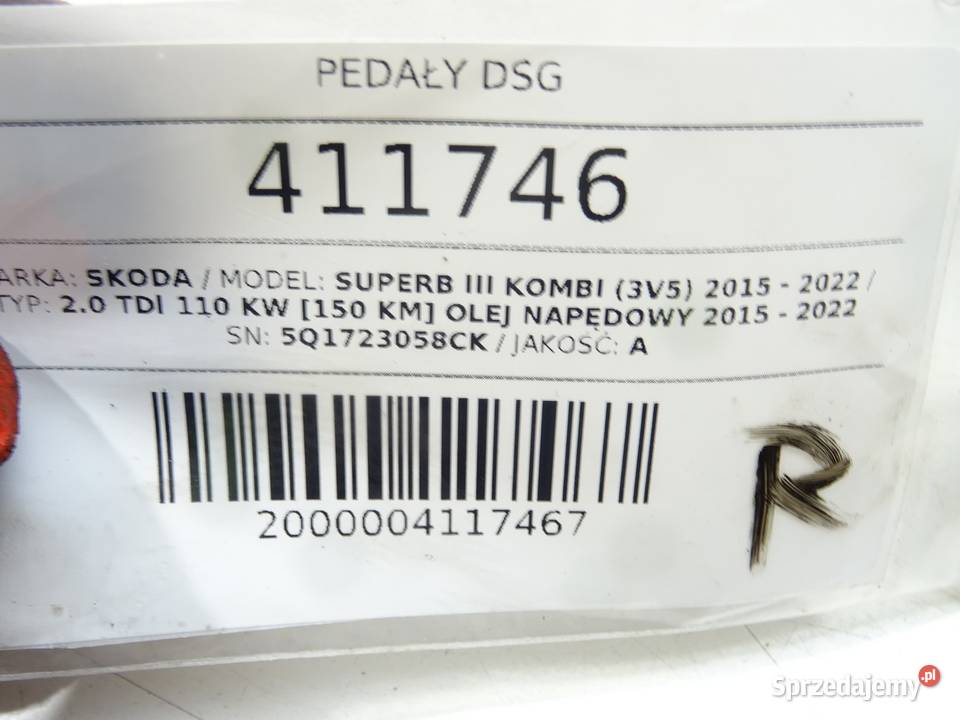 PEDAŁY DSG
411746
ARKA: SKODA / MODEL: SUPERB III KOMBI (3V5) 2015 - 2022 /
TYP: 2.0 TDI 110 KW [150 KM] OLEJ NAPĘDOWY 2015 - 2022
SN: 5Q1723058CK / JAKOŚĆ: A
2000004117467
R
Sprzedajemy.pl